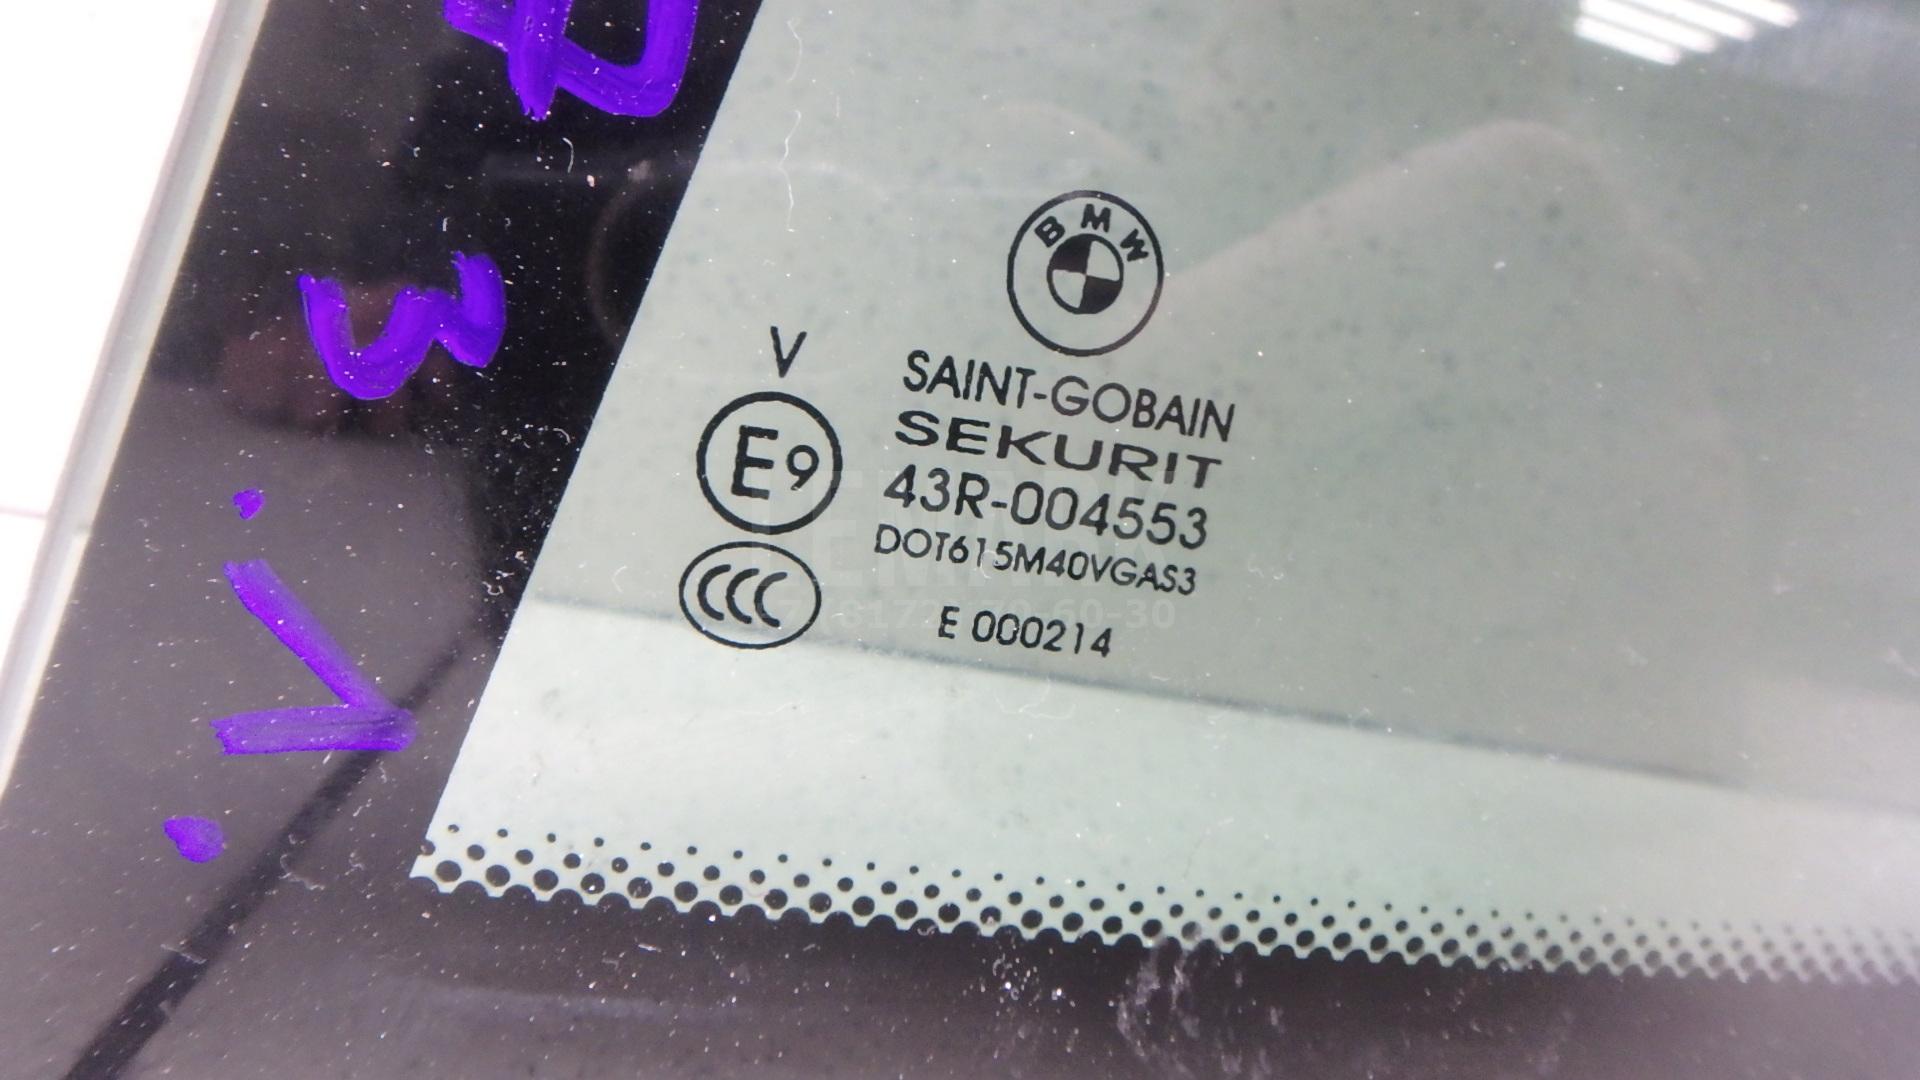 BMW
V
SAINT-GOBAIN
SEKURIT
E9
43R-004553
DOT615M40VGAS3
CCC
E 000214